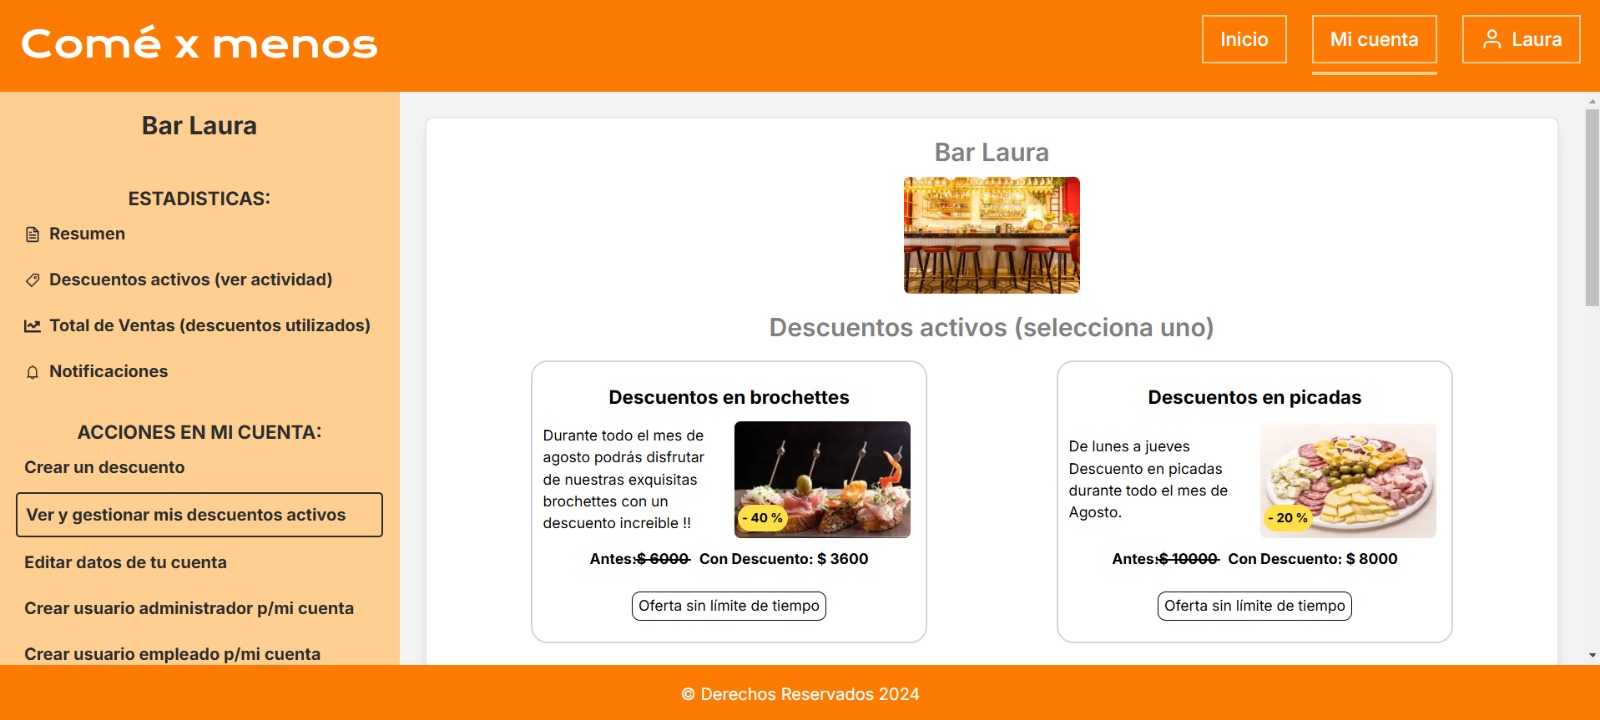 Comé x menos
Inicio
Mi cuenta
Laura
Bar Laura
ESTADISTICAS:
Resumen
Descuentos activos (ver actividad)
Total de Ventas (descuentos utilizados)
Notificaciones
ACCIONES EN MI CUENTA:
Crear un descuento
Ver y gestionar mis descuentos activos
Editar datos de tu cuenta
Crear usuario administrador p/mi cuenta
Crear usuario empleado p/mi cuenta
Bar Laura
Descuentos activos (selecciona uno)
Descuentos en brochettes
Durante todo el mes de
agosto podrás disfrutar
de nuestras exquisitas
brochettes con un
descuento increible !!
- 40 %
Antes:$ 6000 Con Descuento: $ 3600
Oferta sin límite de tiempo
Descuentos en picadas
De lunes a jueves
Descuento en picadas
durante todo el mes de
Agosto.
- 20 %
Antes:$ 10000 Con Descuento: $ 8000
Oferta sin límite de tiempo
© Derechos Reservados 2024